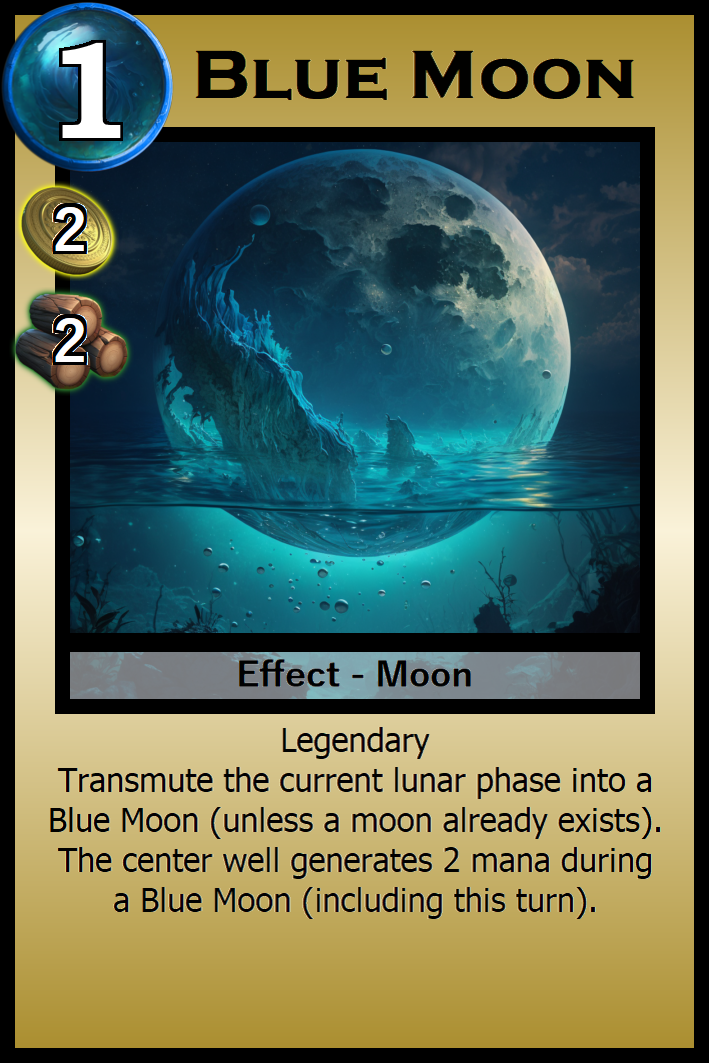 1
Blue Moon
2
2
Effect - Moon
Legendary
Transmute the current lunar phase into a
Blue Moon (unless a moon already exists).
The center well generates 2 mana during
a Blue Moon (including this turn).